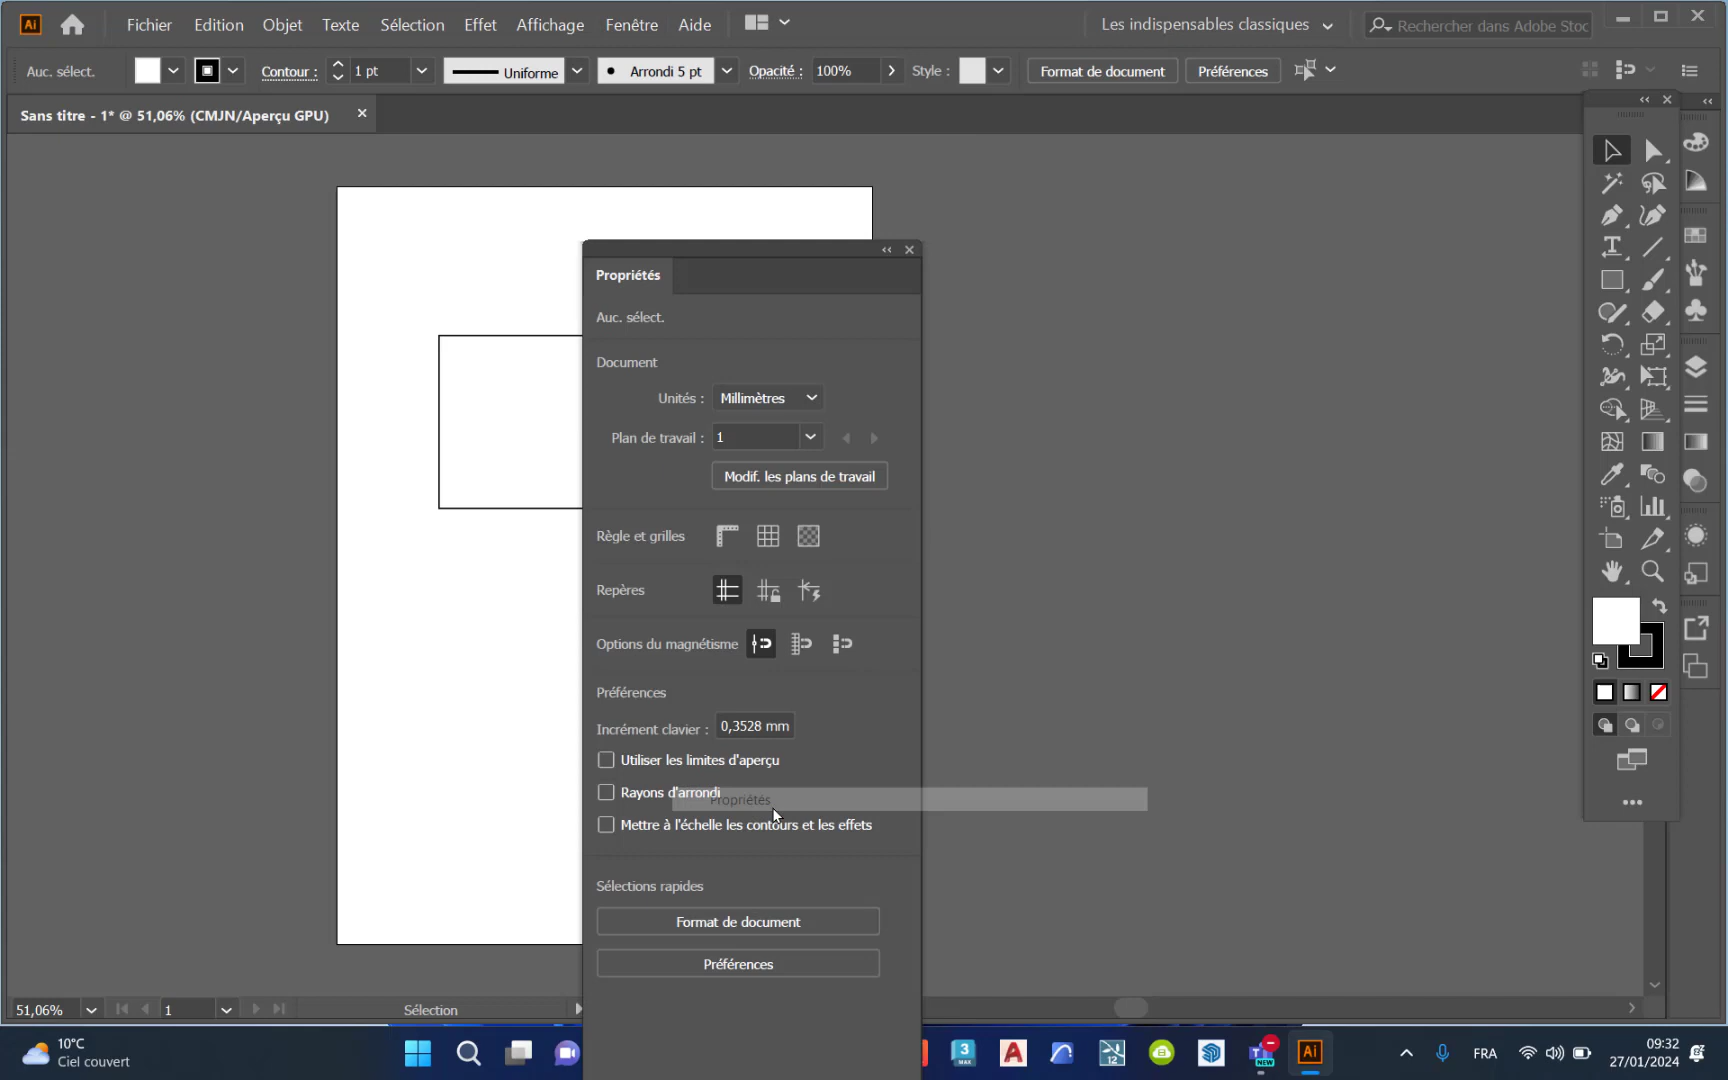 Ai Fichier Edition Objet Texte Sélection Effet Affichage Fenêtre Aide Les indispensables classiques Rechercher dans Adobe Stoc
Auc. sélect. Contour : 1 pt Uniforme Arrondi 5 pt Opacité : 100% Style : Format de document Préférences
Sans titre - 1* @ 51,06% (CMJN/Aperçu GPU)
Propriétés
Auc. sélect.
Document
Unités : Millimètres
Plan de travail : 1
Modif. les plans de travail
Règle et grilles
Repères
Options du magnétisme
Préférences
Incrément clavier : 0,3528 mm
Utiliser les limites d'aperçu
Rayons d'arrondi
Propriétés
Mettre à l'échelle les contours et les effets
Sélections rapides
Format de document
Préférences
51,06% 1 Sélection
10°C
Ciel couvert
3
MAX
A
12
NEW
Ai
FRA
09:32
27/01/2024